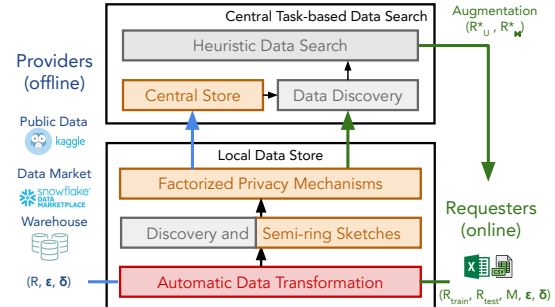 Central Task-based Data Search
Augmentation
(R*∪ , R*⋈)
Heuristic Data Search
Providers
(offline)
Central Store
Data Discovery
Public Data
kaggle
Local Data Store
Data Market
Factorized Privacy Mechanisms
snowflake®
DATA
MARKETPLACE
Requesters
(online)
Warehouse
Discovery and Semi-ring Sketches
X
CSV
(R, ε, δ)
Automatic Data Transformation
(Rtrain, Rtest, M, ε, δ)